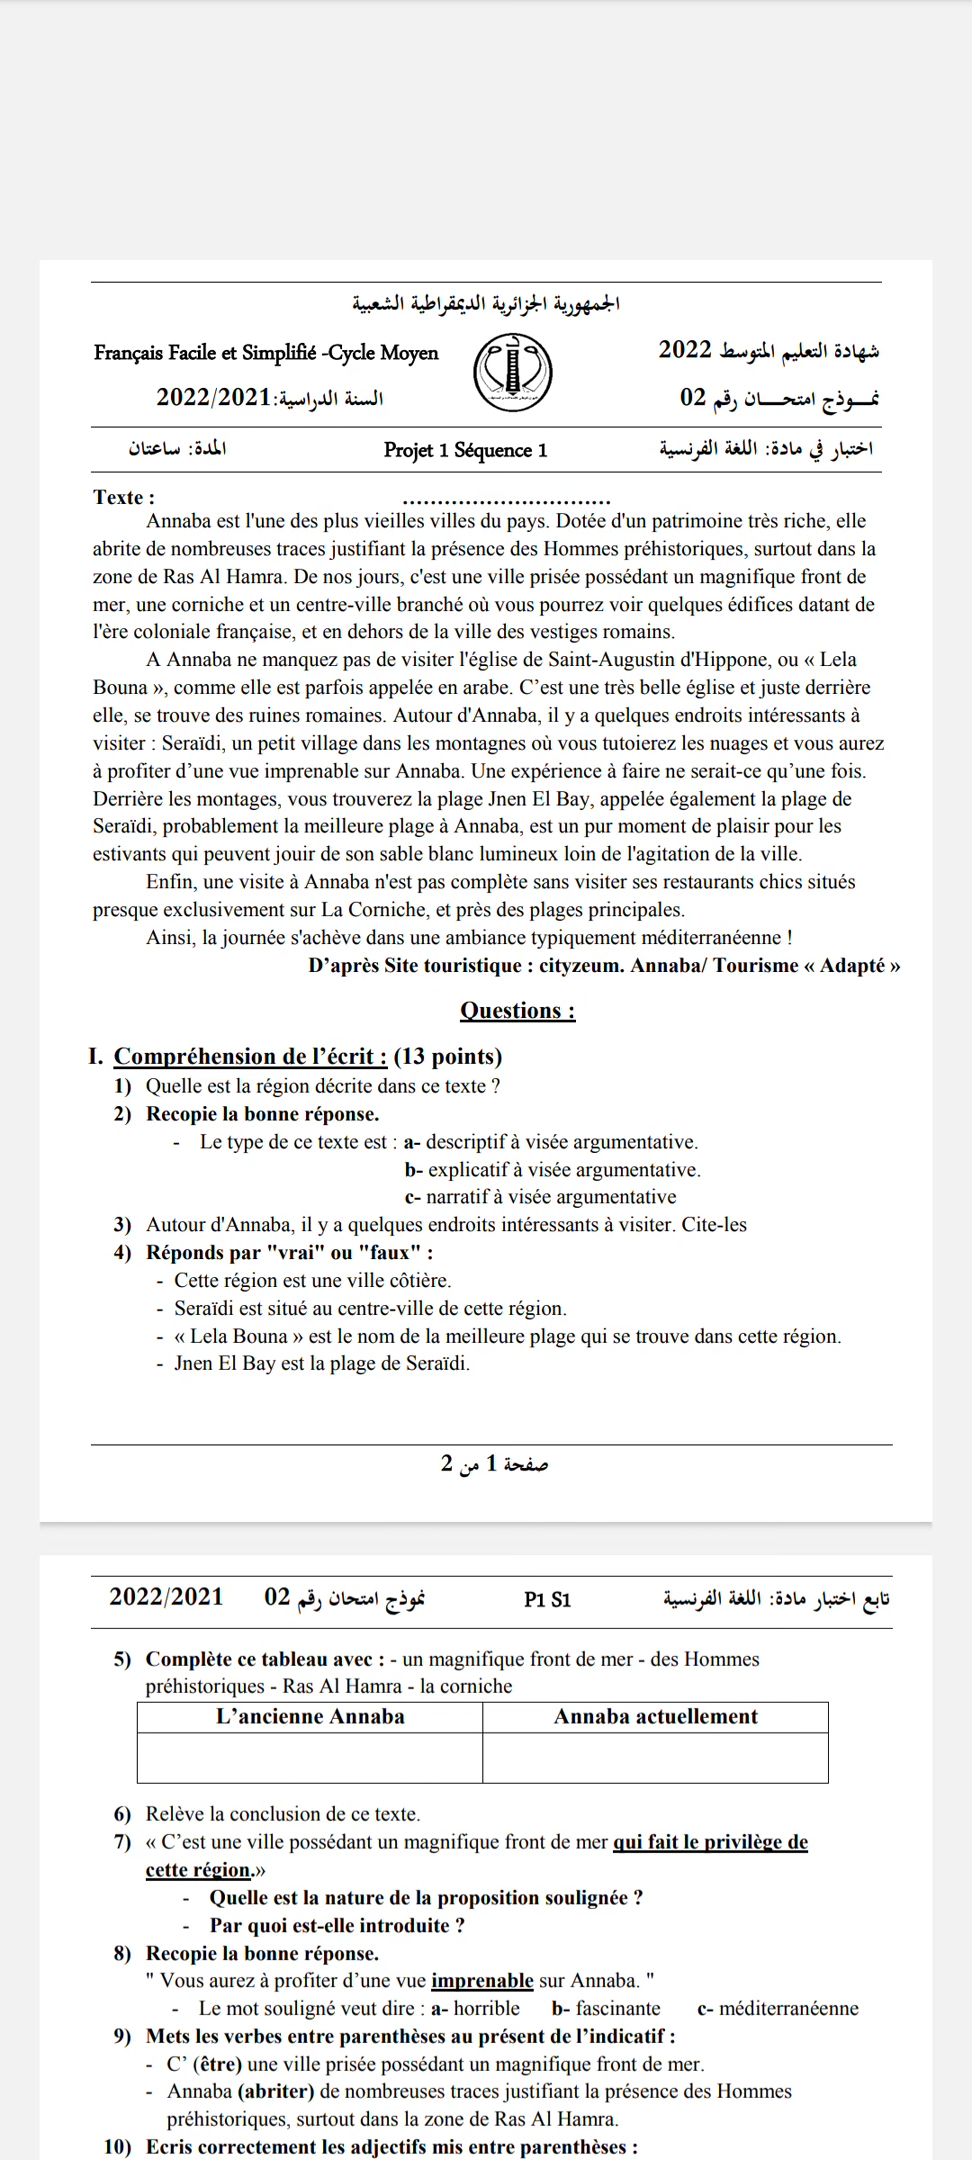 الجمهورية الجزائرية الديمقراطية الشعبية
Français Facile et Simplifié -Cycle Moyen
شهادة التعليم المتوسط 2022
السنة الدراسية:2022/2021
نمـــوذج امتحـــــان رقم 02
المدة: ساعتان
Projet 1 Séquence 1
اختبار في مادة: اللغة الفرنسية
Texte :
..............................
Annaba est l'une des plus vieilles villes du pays. Dotée d'un patrimoine très riche, elle
abrite de nombreuses traces justifiant la présence des Hommes préhistoriques, surtout dans la
zone de Ras Al Hamra. De nos jours, c'est une ville prisée possédant un magnifique front de
mer, une corniche et un centre-ville branché où vous pourrez voir quelques édifices datant de
l'ère coloniale française, et en dehors de la ville des vestiges romains.
A Annaba ne manquez pas de visiter l'église de Saint-Augustin d'Hippone, ou « Lela
Bouna », comme elle est parfois appelée en arabe. C’est une très belle église et juste derrière
elle, se trouve des ruines romaines. Autour d'Annaba, il y a quelques endroits intéressants à
visiter : Seraïdi, un petit village dans les montagnes où vous tutoierez les nuages et vous aurez
à profiter d’une vue imprenable sur Annaba. Une expérience à faire ne serait-ce qu’une fois.
Derrière les montages, vous trouverez la plage Jnen El Bay, appelée également la plage de
Seraïdi, probablement la meilleure plage à Annaba, est un pur moment de plaisir pour les
estivants qui peuvent jouir de son sable blanc lumineux loin de l'agitation de la ville.
Enfin, une visite à Annaba n'est pas complète sans visiter ses restaurants chics situés
presque exclusivement sur La Corniche, et près des plages principales.
Ainsi, la journée s'achève dans une ambiance typiquement méditerranéenne !
D’après Site touristique : cityzeum. Annaba/ Tourisme « Adapté »
Questions :
I. Compréhension de l’écrit : (13 points)
1) Quelle est la région décrite dans ce texte ?
2) Recopie la bonne réponse.
- Le type de ce texte est : a- descriptif à visée argumentative.
b- explicatif à visée argumentative.
c- narratif à visée argumentative
3) Autour d'Annaba, il y a quelques endroits intéressants à visiter. Cite-les
4) Réponds par "vrai" ou "faux" :
- Cette région est une ville côtière.
- Seraïdi est situé au centre-ville de cette région.
- « Lela Bouna » est le nom de la meilleure plage qui se trouve dans cette région.
- Jnen El Bay est la plage de Seraïdi.
صفحة 1 من 2
تابع اختبار مادة: اللغة الفرنسية P1 S1 نموذج امتحان رقم 02 2022/2021
5) Complète ce tableau avec : - un magnifique front de mer - des Hommes
préhistoriques - Ras Al Hamra - la corniche
L’ancienne Annaba Annaba actuellement
6) Relève la conclusion de ce texte.
7) « C’est une ville possédant un magnifique front de mer qui fait le privilège de
cette région.»
- Quelle est la nature de la proposition soulignée ?
- Par quoi est-elle introduite ?
8) Recopie la bonne réponse.
" Vous aurez à profiter d’une vue imprenable sur Annaba. "
- Le mot souligné veut dire : a- horrible b- fascinante c- méditerranéenne
9) Mets les verbes entre parenthèses au présent de l’indicatif :
- C’ (être) une ville prisée possédant un magnifique front de mer.
- Annaba (abriter) de nombreuses traces justifiant la présence des Hommes
préhistoriques, surtout dans la zone de Ras Al Hamra.
10) Ecris correctement les adjectifs mis entre parenthèses :